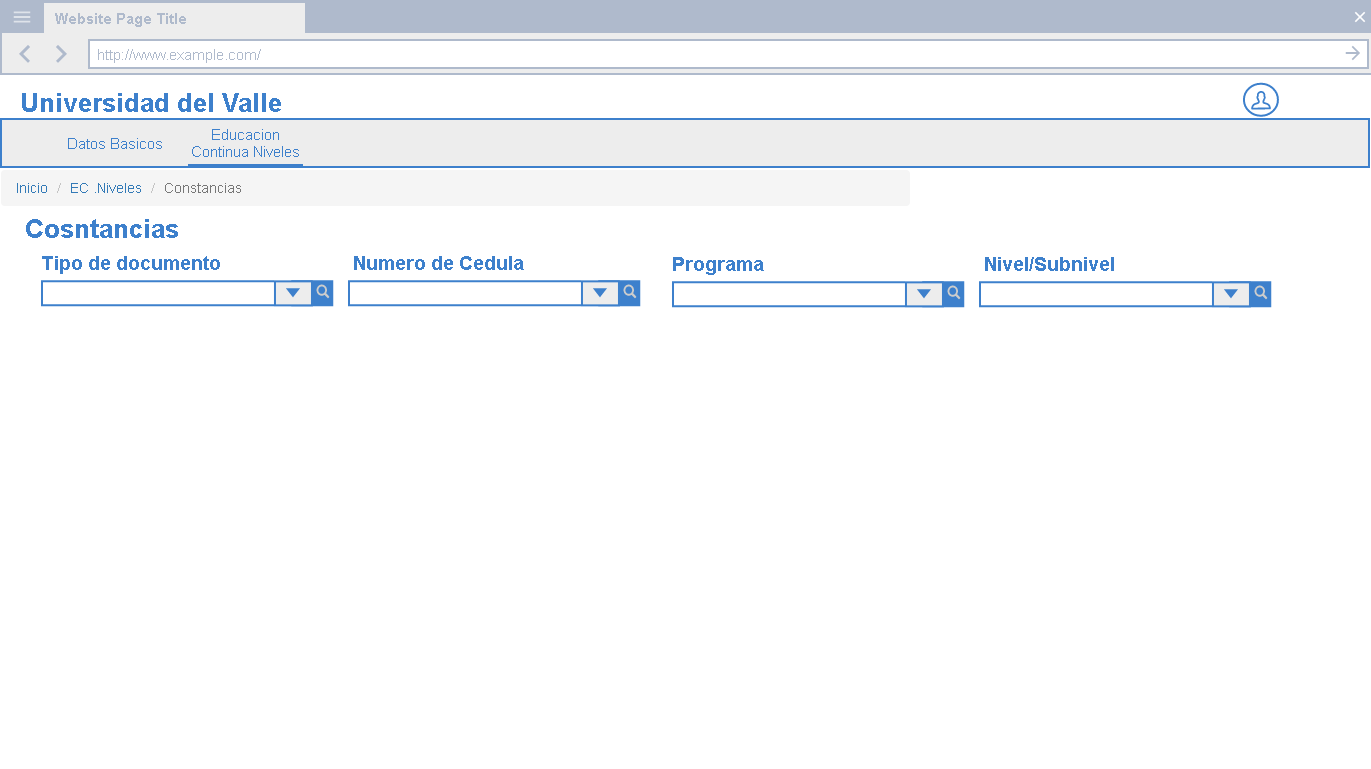 Website Page Title
http://www.example.com/
Universidad del Valle
Datos Basicos
Educacion
Continua Niveles
Inicio / EC .Niveles / Constancias
Cosntancias
Tipo de documento
Numero de Cedula
Programa
Nivel/Subnivel